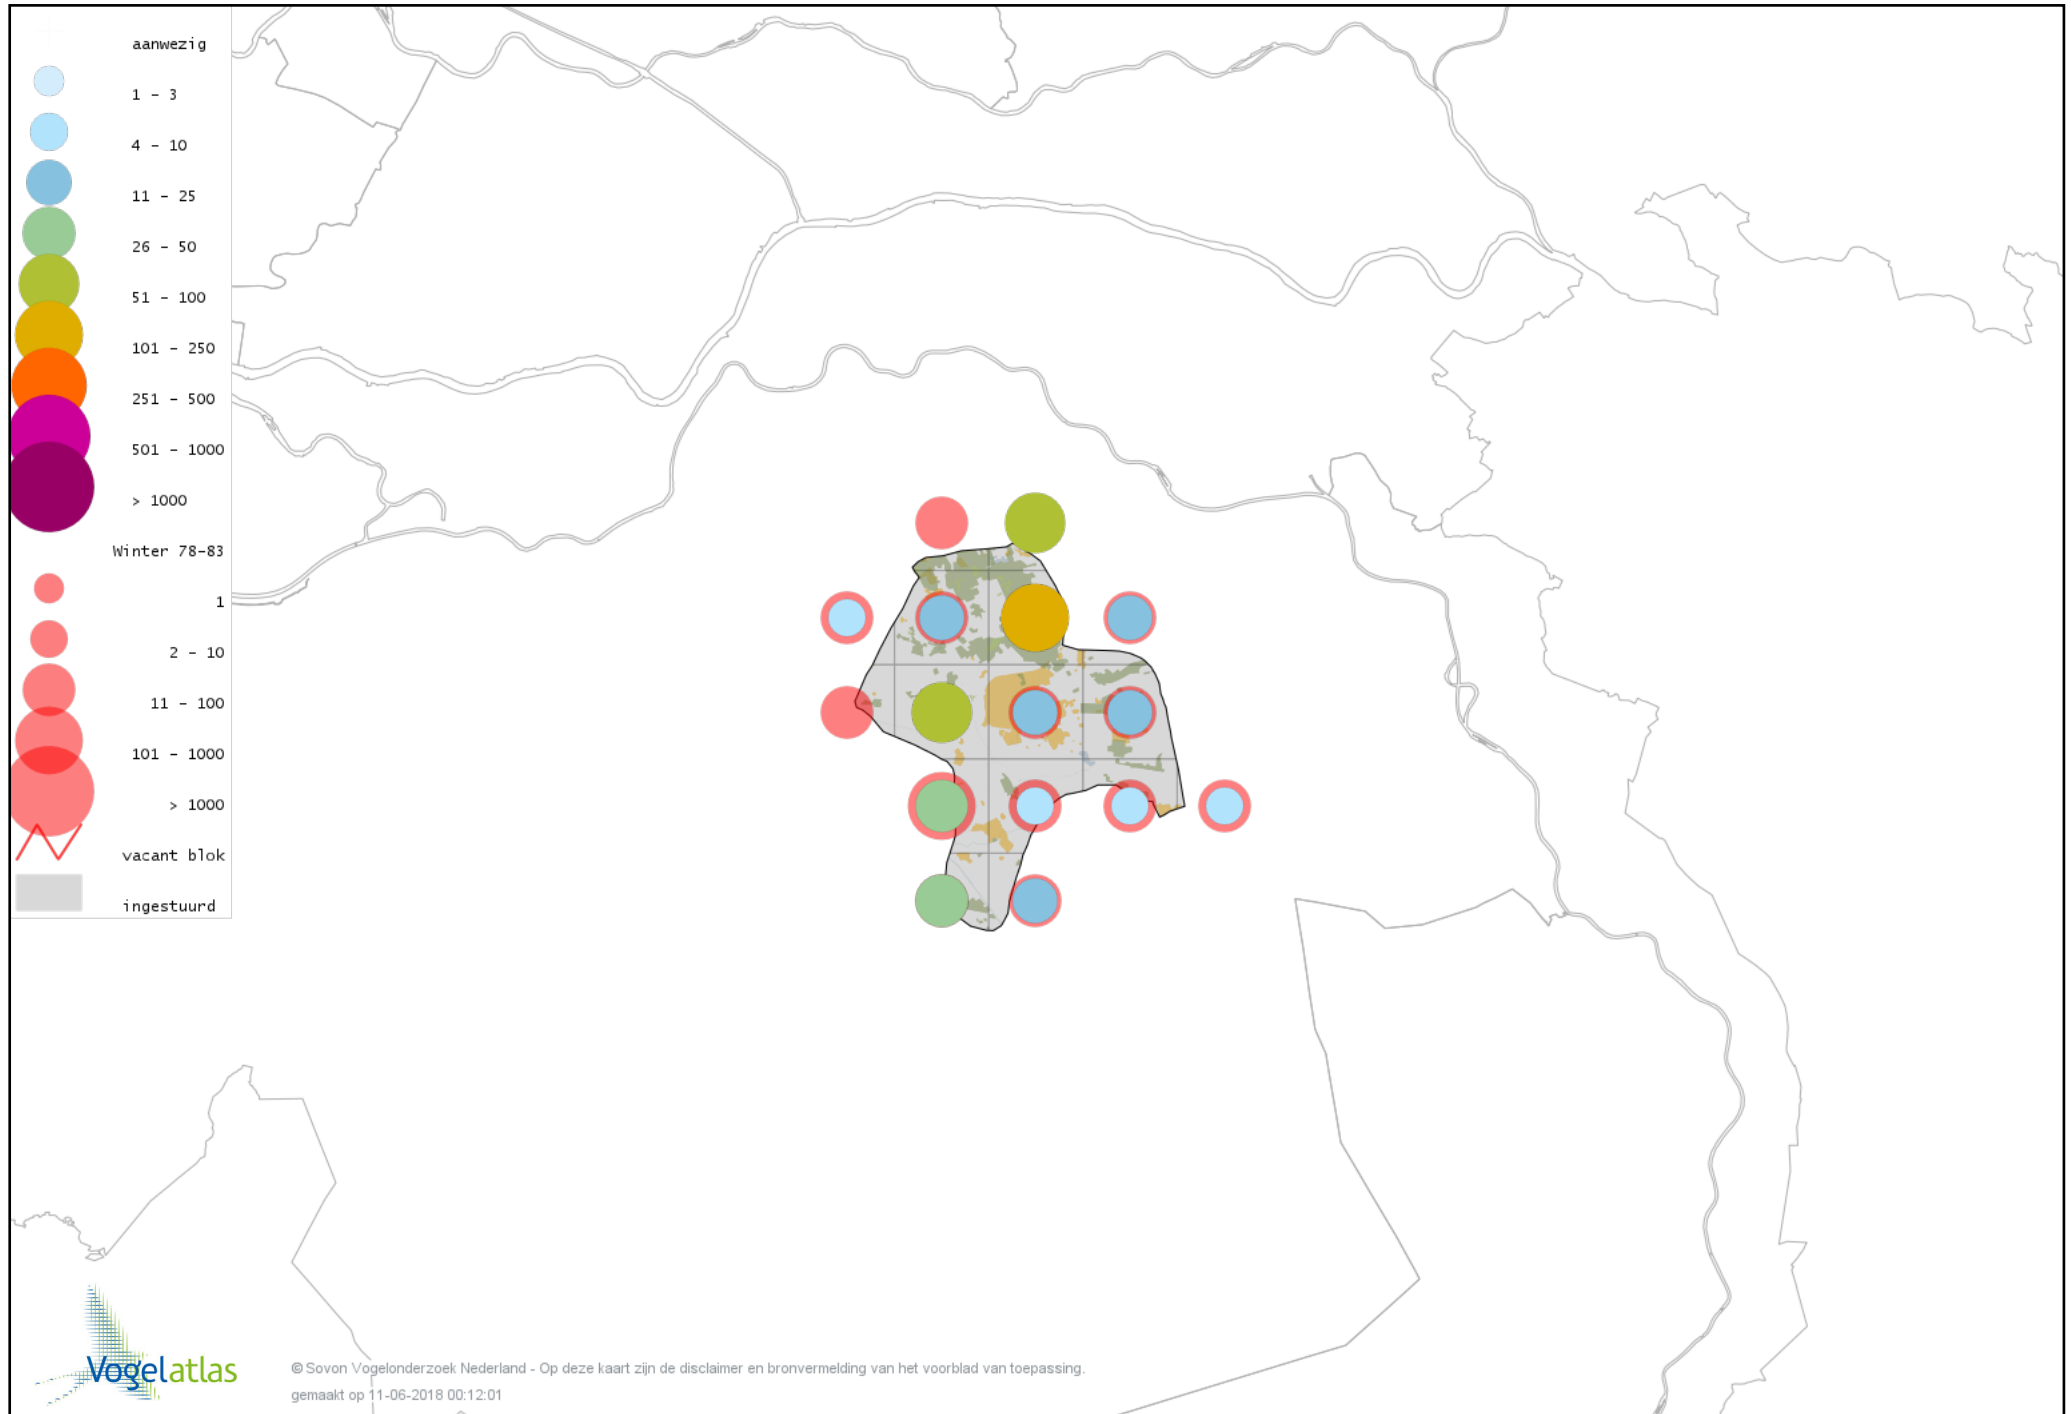 aanwezig
1 - 3
4 - 10
11 - 25
26 - 50
51 - 100
101 - 250
251 - 500
501 - 1000
> 1000
Winter 78-83
1
2 - 10
11 - 100
101 - 1000
> 1000
vacant blok
ingestuurd
Vogelatlas
© Sovon Vogelonderzoek Nederland - Op deze kaart zijn de disclaimer en bronvermelding van het voorblad van toepassing.
gemaakt op 11-06-2018 00:12:01